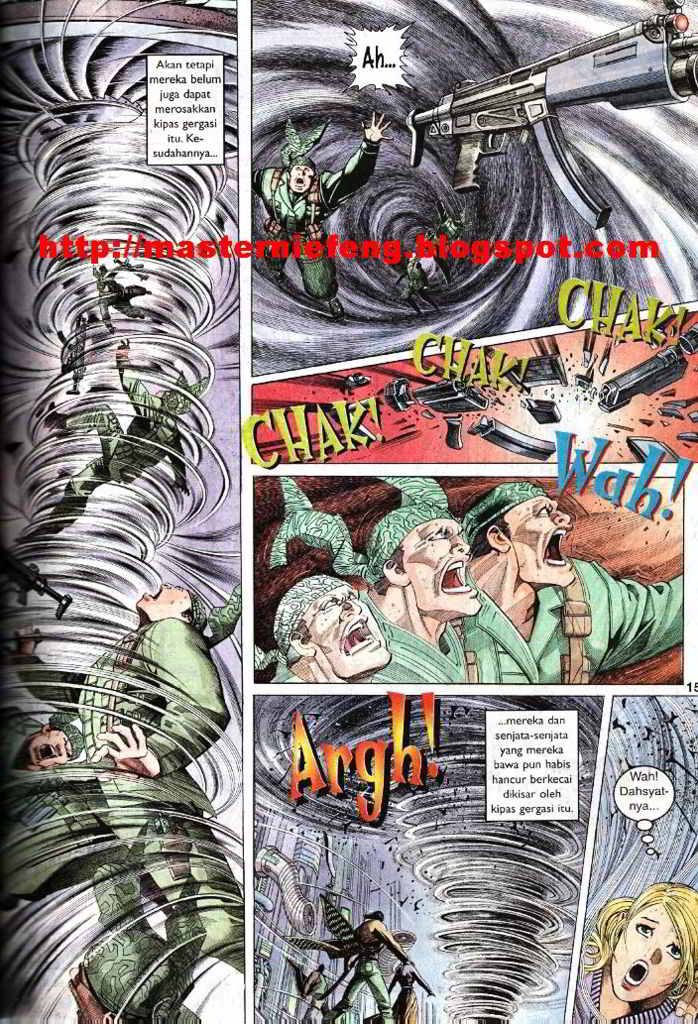 Akan tetapi
mereka belum
juga dapat
merosakkan
kipas gergasi
itu. Ke-
sudahannya...
Ah...
http://masterniefeng.blogspot.com
CHAK!
CHAK!
CHAK!
Wah!
15
Argh!
...mereka dan
senjata-senjata
yang mereka
bawa pun habis
hancur berkecai
dikisar oleh
kipas gergasi itu.
Wah!
Dahsyat-
nya...